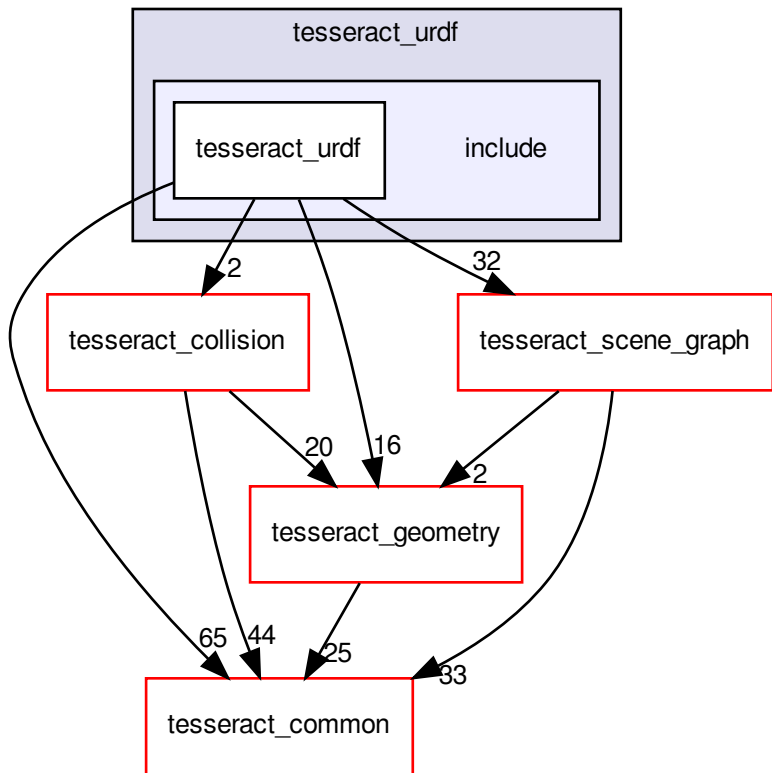 tesseract_urdf
tesseract_urdf
include
2
32
tesseract_collision
tesseract_scene_graph
20
16
2
tesseract_geometry
65
44
25
33
tesseract_common